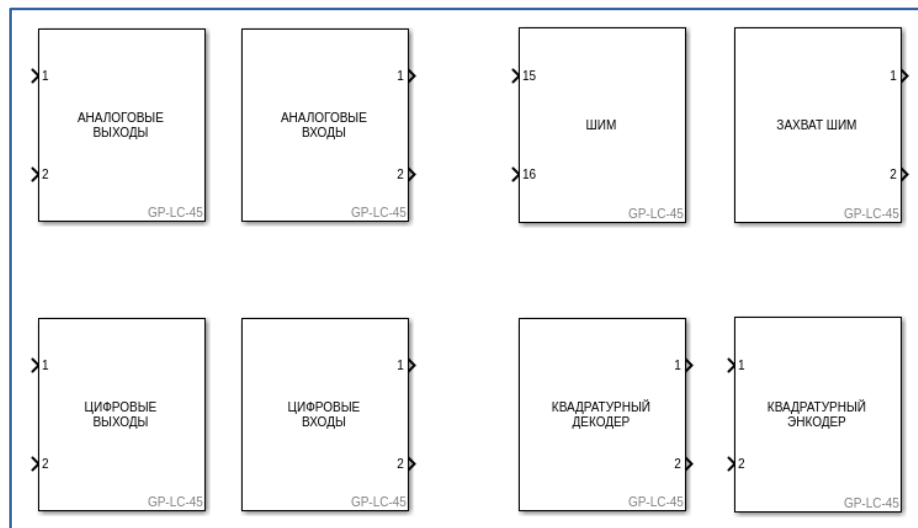 1
АНАЛОГОВЫЕ
ВЫХОДЫ
2
GP-LC-45
1
АНАЛОГОВЫЕ
ВХОДЫ
2
GP-LC-45
15
ШИМ
16
GP-LC-45
1
ЗАХВАТ ШИМ
2
GP-LC-45
1
ЦИФРОВЫЕ
ВЫХОДЫ
2
GP-LC-45
1
ЦИФРОВЫЕ
ВХОДЫ
2
GP-LC-45
1
КВАДРАТУРНЫЙ
ДЕКОДЕР
2
GP-LC-45
1
КВАДРАТУРНЫЙ
ЭНКОДЕР
2
GP-LC-45